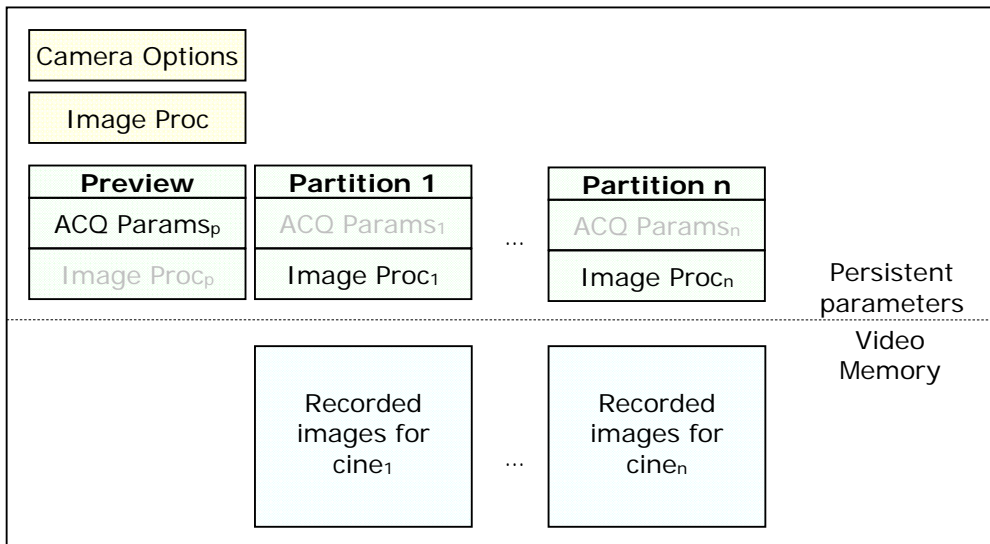 Camera Options
Image Proc
Preview
Partition 1
Partition n
ACQ Paramsₚ
ACQ Params₁
ACQ Paramsₙ
...
Image Procₚ
Image Proc₁
Image Procₙ
Persistent
parameters
Video
Memory
Recorded
images for
cine₁
...
Recorded
images for
cineₙ